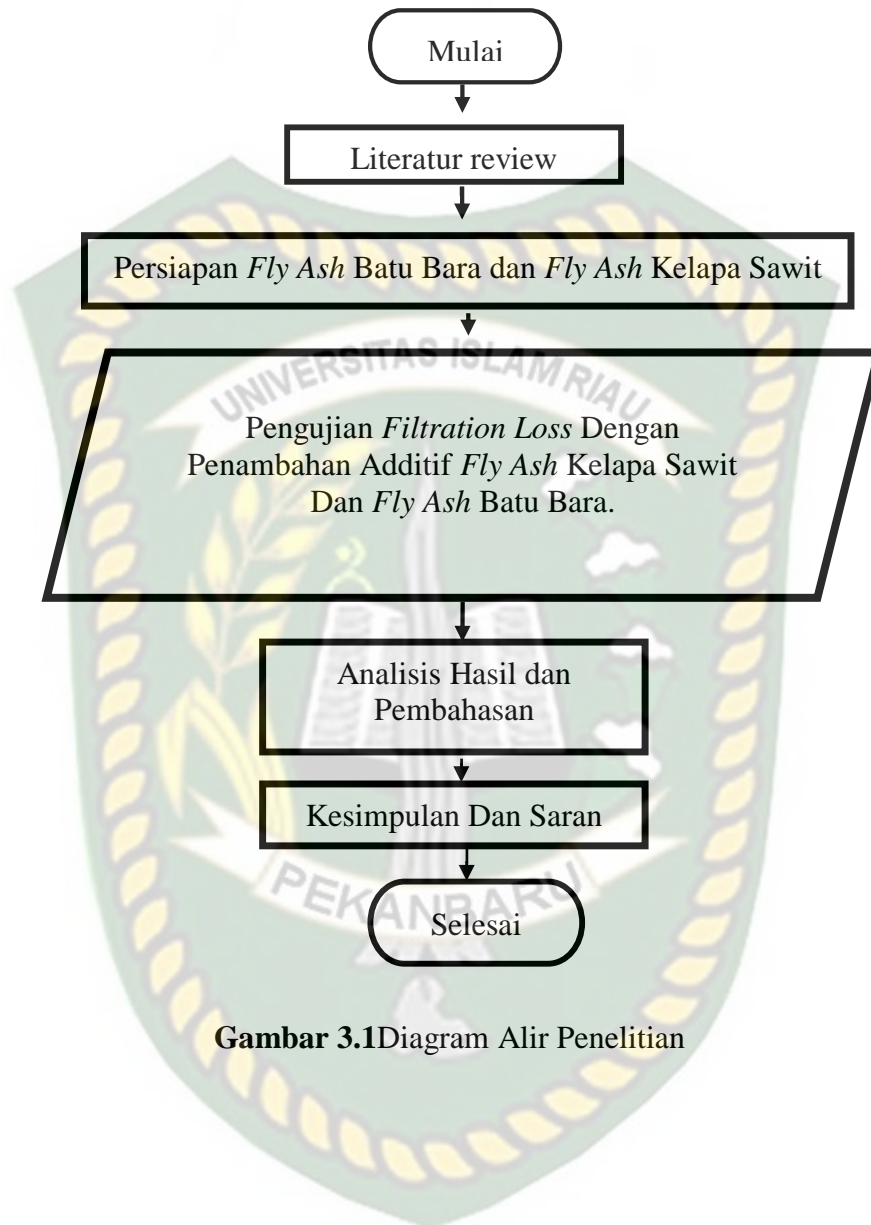 Mulai
Literatur review
Persiapan Fly Ash Batu Bara dan Fly Ash Kelapa Sawit
UNIVERSITAS ISLAM RIAU
Pengujian Filtration Loss Dengan
Penambahan Additif Fly Ash Kelapa Sawit
Dan Fly Ash Batu Bara.
Analisis Hasil dan
Pembahasan
Kesimpulan Dan Saran
PEKANBARU
Selesai
Gambar 3.1Diagram Alir Penelitian